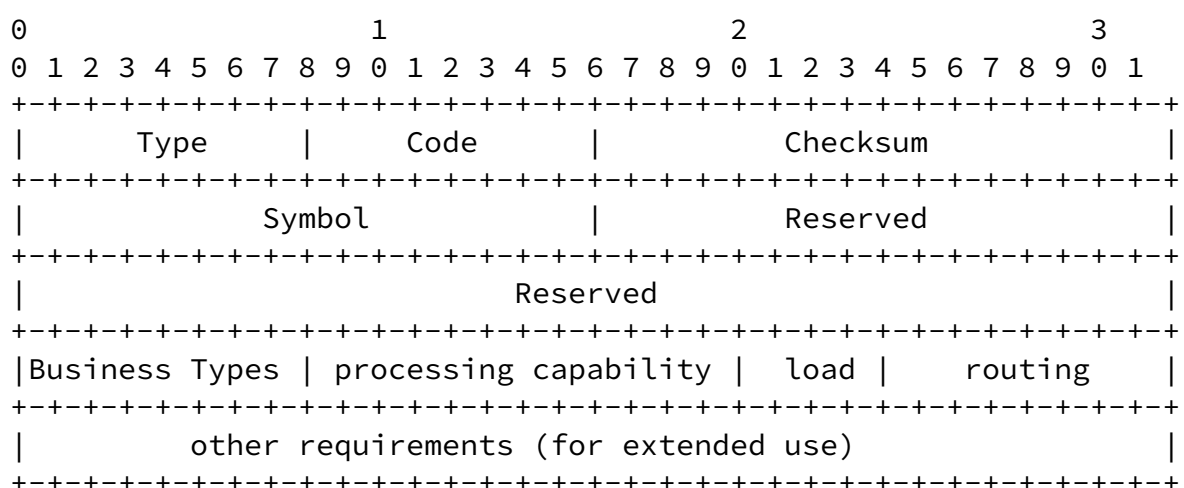 0                   1                   2                   3
0 1 2 3 4 5 6 7 8 9 0 1 2 3 4 5 6 7 8 9 0 1 2 3 4 5 6 7 8 9 0 1
+-+-+-+-+-+-+-+-+-+-+-+-+-+-+-+-+-+-+-+-+-+-+-+-+-+-+-+-+-+-+-+-+
|      Type     |     Code      |          Checksum             |
+-+-+-+-+-+-+-+-+-+-+-+-+-+-+-+-+-+-+-+-+-+-+-+-+-+-+-+-+-+-+-+-+
|             Symbol            |          Reserved             |
+-+-+-+-+-+-+-+-+-+-+-+-+-+-+-+-+-+-+-+-+-+-+-+-+-+-+-+-+-+-+-+-+
|                           Reserved                            |
+-+-+-+-+-+-+-+-+-+-+-+-+-+-+-+-+-+-+-+-+-+-+-+-+-+-+-+-+-+-+-+-+
|Business Types | processing capability |  load |    routing    |
+-+-+-+-+-+-+-+-+-+-+-+-+-+-+-+-+-+-+-+-+-+-+-+-+-+-+-+-+-+-+-+-+
|         other requirements (for extended use)                 |
+-+-+-+-+-+-+-+-+-+-+-+-+-+-+-+-+-+-+-+-+-+-+-+-+-+-+-+-+-+-+-+-+